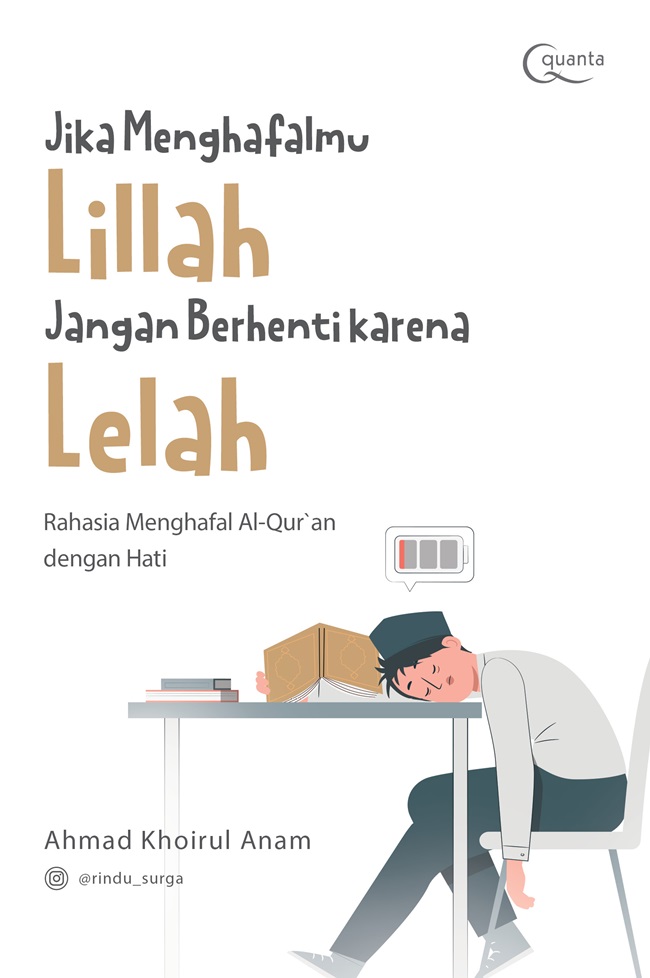 quanta
Jika Menghafalmu
Lillah
Jangan Berhenti karena
Lelah
Rahasia Menghafal Al-Qur`an
dengan Hati
Ahmad Khoirul Anam
@rindu_surga